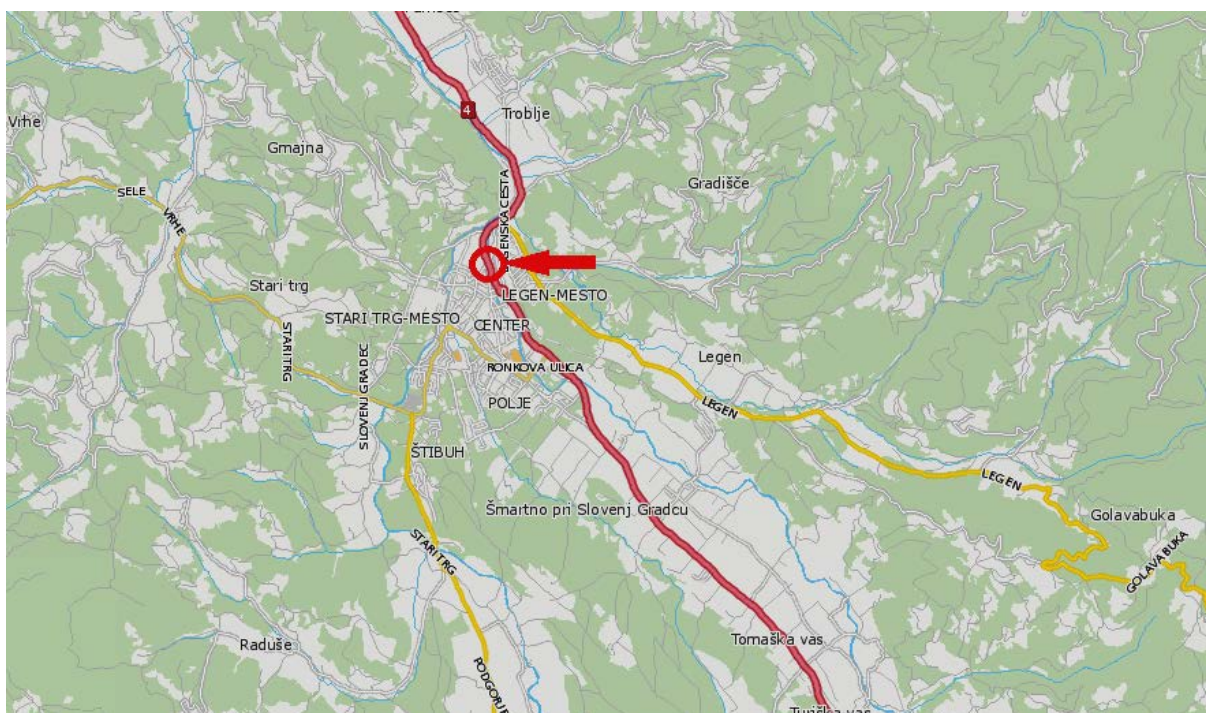 4
Troblje
Vrhe
Gmajna
Gradišče
SELE
VRHE
Stari trg
LEGEN-MESTO
STARI TRG-MESTO
CENTER
STARI TRG
SLOVENJ GRADEC
RONKOVA ULICA
Legen
POLJE
LEGEN
ŠTIBUH
LEGEN
Šmartno pri Slovenj Gradcu
Golavabuka
STARI TRG
GOLAVABUKA
Raduše
Tomaška vas
PODGORJE
Turiška vas